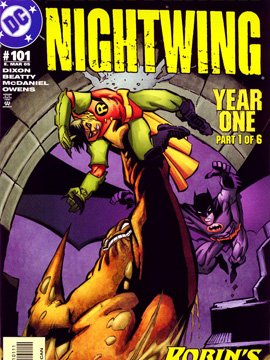 DC
NIGHTWING
#101
E. MAR 05
DIXON
BEATTY
McDANIEL
OWENS
YEAR
ONE
PART 1 OF 6
R
ROBIN'S